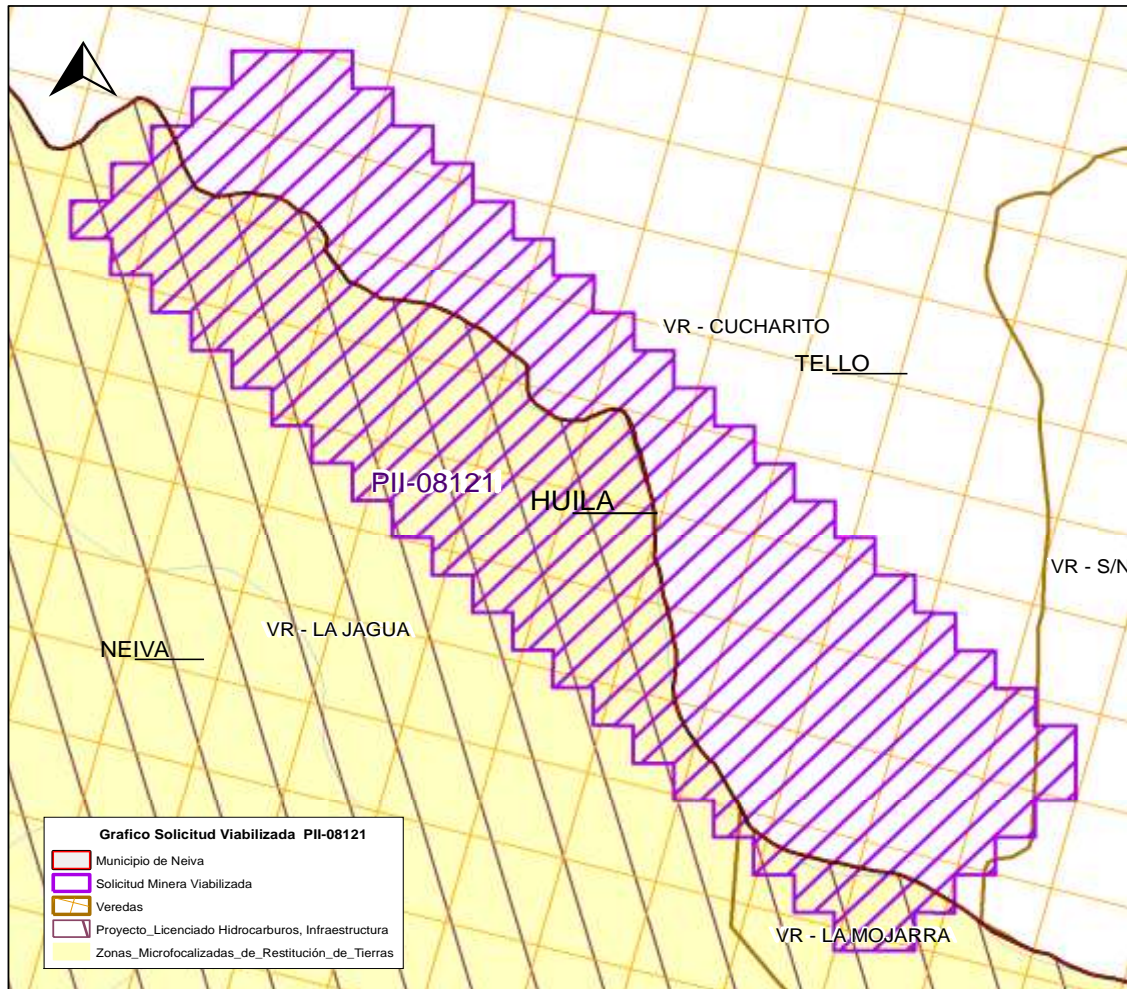 VR - CUCHARITO
TELLO
PII-08121
HUILA
VR - S/N
VR - LA JAGUA
NEIVA
VR - LA MOJARRA
Grafico Solicitud Viabilizada PII-08121
Municipio de Neiva
Solicitud Minera Viabilizada
Veredas
Proyecto_Licenciado Hidrocarburos, Infraestructura
Zonas_Microfocalizadas_de_Restitución_de_Tierras